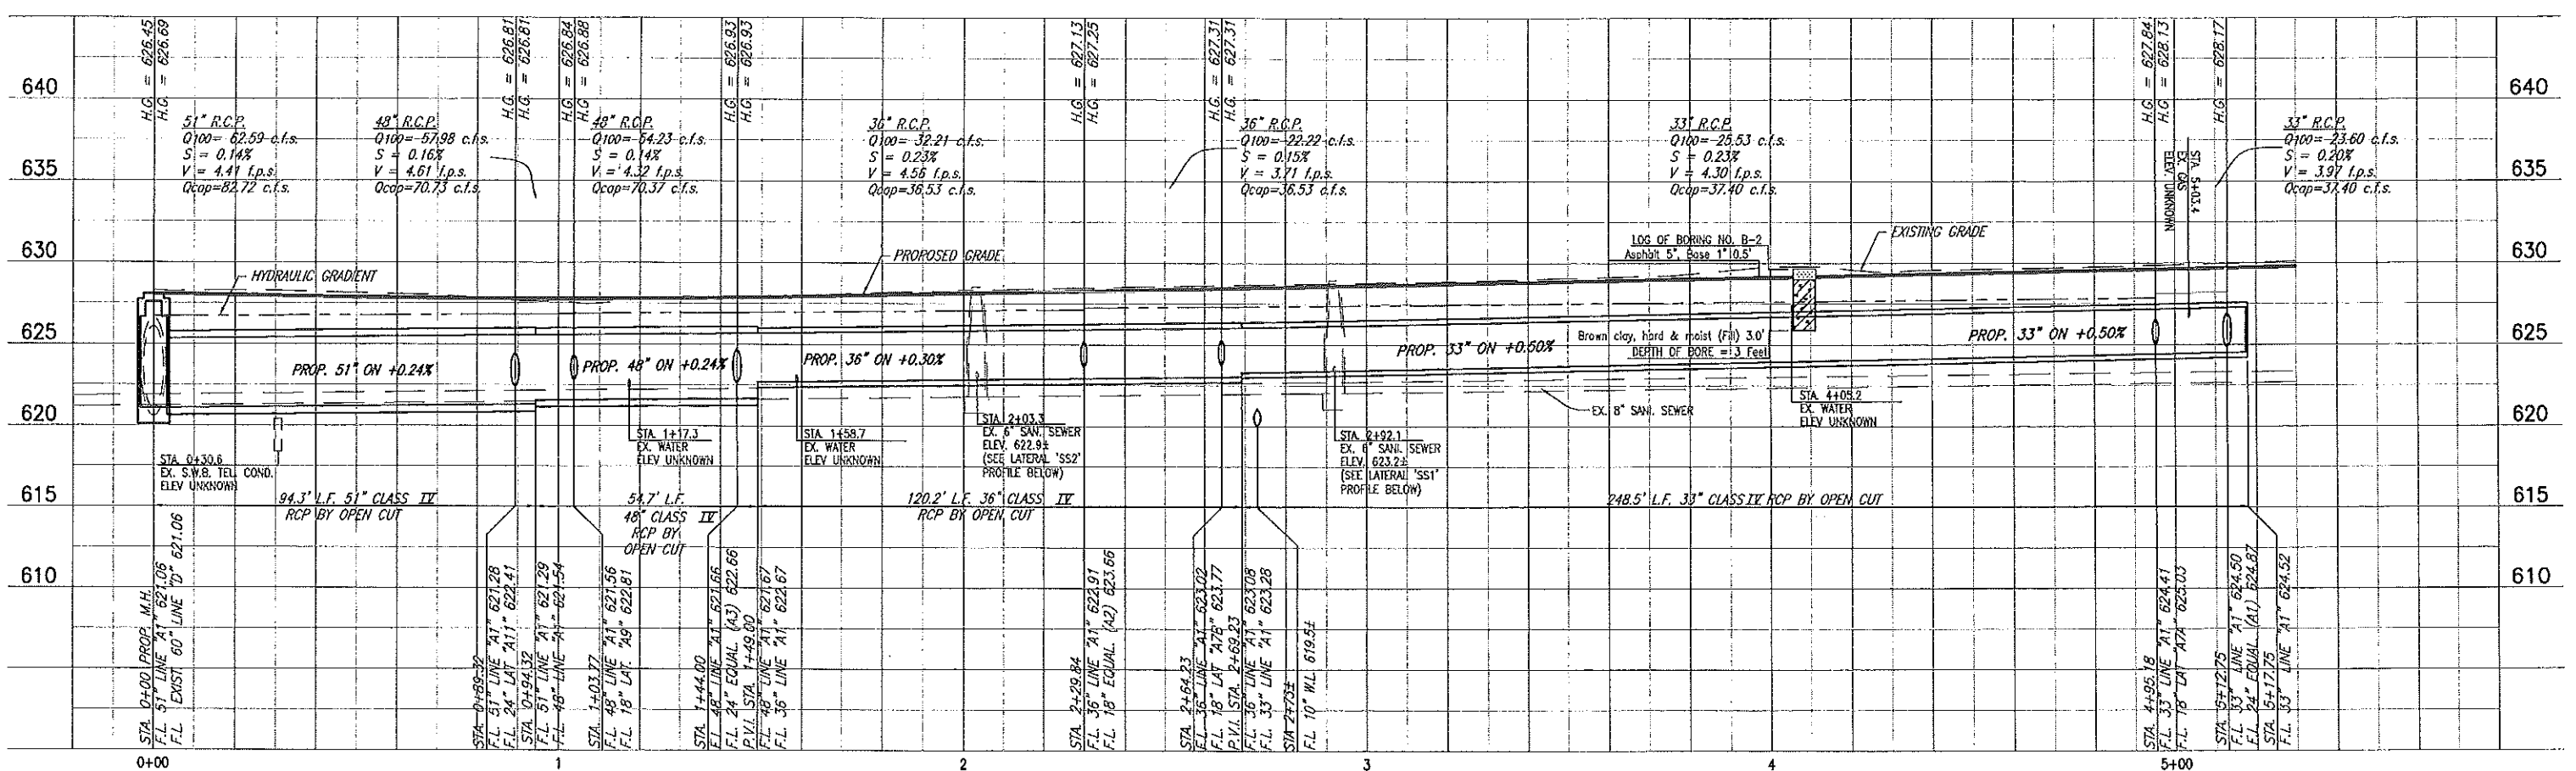 H.G. = 626.45
H.G. = 626.69
H.G. = 626.81
H.G. = 626.81
H.G. = 626.84
H.G. = 626.88
H.G. = 626.93
H.G. = 626.93
H.G. = 627.13
H.G. = 627.25
H.G. = 627.31
H.G. = 627.31
H.G. = 627.84
H.G. = 628.13
H.G. = 628.17
640
640
635
635
630
630
625
625
620
620
615
615
610
610
51" R.C.P.
Q100= 62.59 c.f.s.
S = 0.14%
V = 4.41 f.p.s.
Qcap=82.72 c.f.s.
48" R.C.P.
Q100= 57.98 c.f.s.
S = 0.16%
V = 4.61 f.p.s.
Qcap=70.73 c.f.s.
48" R.C.P.
Q100= 54.23 c.f.s.
S = 0.14%
V = 4.32 f.p.s.
Qcap=70.37 c.f.s.
36" R.C.P.
Q100= 32.21 c.f.s.
S = 0.23%
V = 4.56 f.p.s.
Qcap=36.53 c.f.s.
36" R.C.P.
Q100= 22.22 c.f.s.
S = 0.15%
V = 3.71 f.p.s.
Qcap=36.53 c.f.s.
33" R.C.P.
Q100= 25.53 c.f.s.
S = 0.23%
V = 4.30 f.p.s.
Qcap=37.40 c.f.s.
33" R.C.P.
Q100= 23.60 c.f.s.
S = 0.20%
V = 3.97 f.p.s.
Qcap=37.40 c.f.s.
STA. 5+03.4
EX. GAS
ELEV. UNKNOWN
HYDRAULIC GRADIENT
PROPOSED GRADE
LOG OF BORING NO. B-2
Asphalt 5", Base 1" 0.5'
EXISTING GRADE
PROP. 51" ON +0.24%
PROP. 48" ON +0.24%
PROP. 36" ON +0.30%
PROP. 33" ON +0.50%
Brown clay, hard & moist (Fill) 3.0'
DEPTH OF BORE = 3 Feet
PROP. 33" ON +0.50%
EX. 8" SANI. SEWER
STA. 0+30.6
EX. S.W.B. TEL. COND.
ELEV UNKNOWN
STA. 1+17.3
EX. WATER
ELEV UNKNOWN
STA. 1+58.7
EX. WATER
ELEV UNKNOWN
STA. 2+03.3
EX. 6" SAN. SEWER
ELEV. 622.9±
(SEE LATERAL 'SS2'
PROFILE BELOW)
STA. 2+92.1
EX. 6" SANI. SEWER
ELEV. 623.2±
(SEE LATERAL 'SS1'
PROFILE BELOW)
STA. 4+05.2
EX. WATER
ELEV UNKNOWN
94.3' L.F. 51" CLASS IV
RCP BY OPEN CUT
54.7' L.F.
48" CLASS IV
RCP BY
OPEN CUT
120.2' L.F. 36" CLASS IV
RCP BY OPEN CUT
248.5' L.F. 33" CLASS IV RCP BY OPEN CUT
STA. 0+00 PROP. M.H.
F.L. 51" LINE "A1" 621.06
F.L. EXIST. 60" LINE "D" 621.06
STA. 0+89.32
F.L. 51" LINE "A1" 621.28
F.L. 24" LAT "A11" 622.41
STA. 0+94.32
F.L. 51" LINE "A1" 621.29
F.L. 48" LINE "A1" 621.54
STA. 1+03.77
F.L. 48" LINE "A1" 621.56
F.L. 18" LAT. "A9" 622.81
STA. 1+44.00
F.L. 48" LINE "A1" 621.66
F.L. 24" EQUAL. (A3) 622.66
P.V.I. STA. 1+49.00
F.L. 48" LINE "A1" 621.67
F.L. 36" LINE "A1" 622.67
STA. 2+29.84
F.L. 36" LINE "A1" 622.91
F.L. 18" EQUAL (A2) 623.66
STA. 2+64.23
F.L. 36" LINE "A1" 623.02
F.L. 18" LAT "A7B" 623.77
P.V.I. STA. 2+69.23
F.L. 36" LINE "A1" 623.08
F.L. 33" LINE "A1" 623.28
STA 2+73±
F.L 10" W.L 619.5±
STA. 4+95.18
F.L. 33" LINE "A1" 624.41
F.L. 18" LAT "A7A" 625.03
STA. 5+12.75
F.L. 33" LINE "A1" 624.50
F.L. 24" EQUAL (A1) 624.87
STA. 5+17.75
F.L. 33" LINE "A1" 624.52
0+00
1
2
3
4
5+00